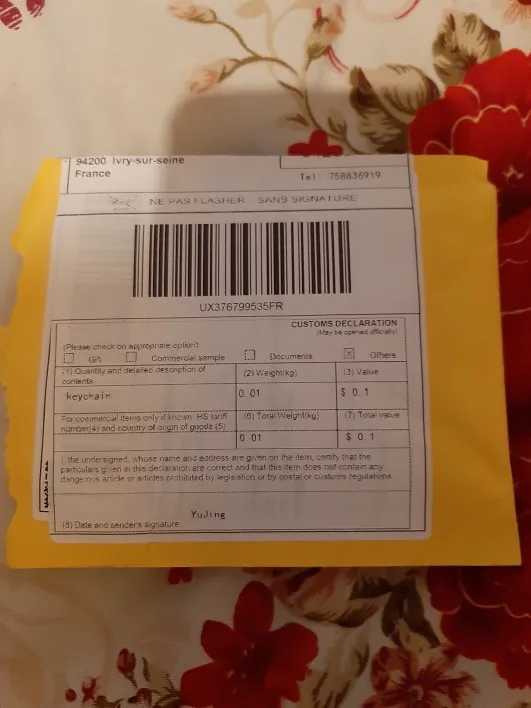 94200 Ivry-sur-seine
France
Tel: 758836919
NE PAS FLASHER - SANS SIGNATURE
UX376799535FR
CUSTOMS DECLARATION
(May be opened officially)
(Please check an appropriate option)
Gift Commercial sample Documents Others
(1) Quantity and detailed description of contents
(2) Weight(kg)
(3) Value
keychain
0.01
$ 0.1
For commercial items only if known: HS tariff
number(4) and country of origin of goods (5)
(6) Total Weight(kg)
(7) Total value
0.01
$ 0.1
I, the undersigned, whose name and address are given on the item, certify that the
particulars given in this declaration are correct and that this item does not contain any
dangerous article or articles prohibited by legislation or by postal or customs regulations
YuJing
(8) Date and sender's signature